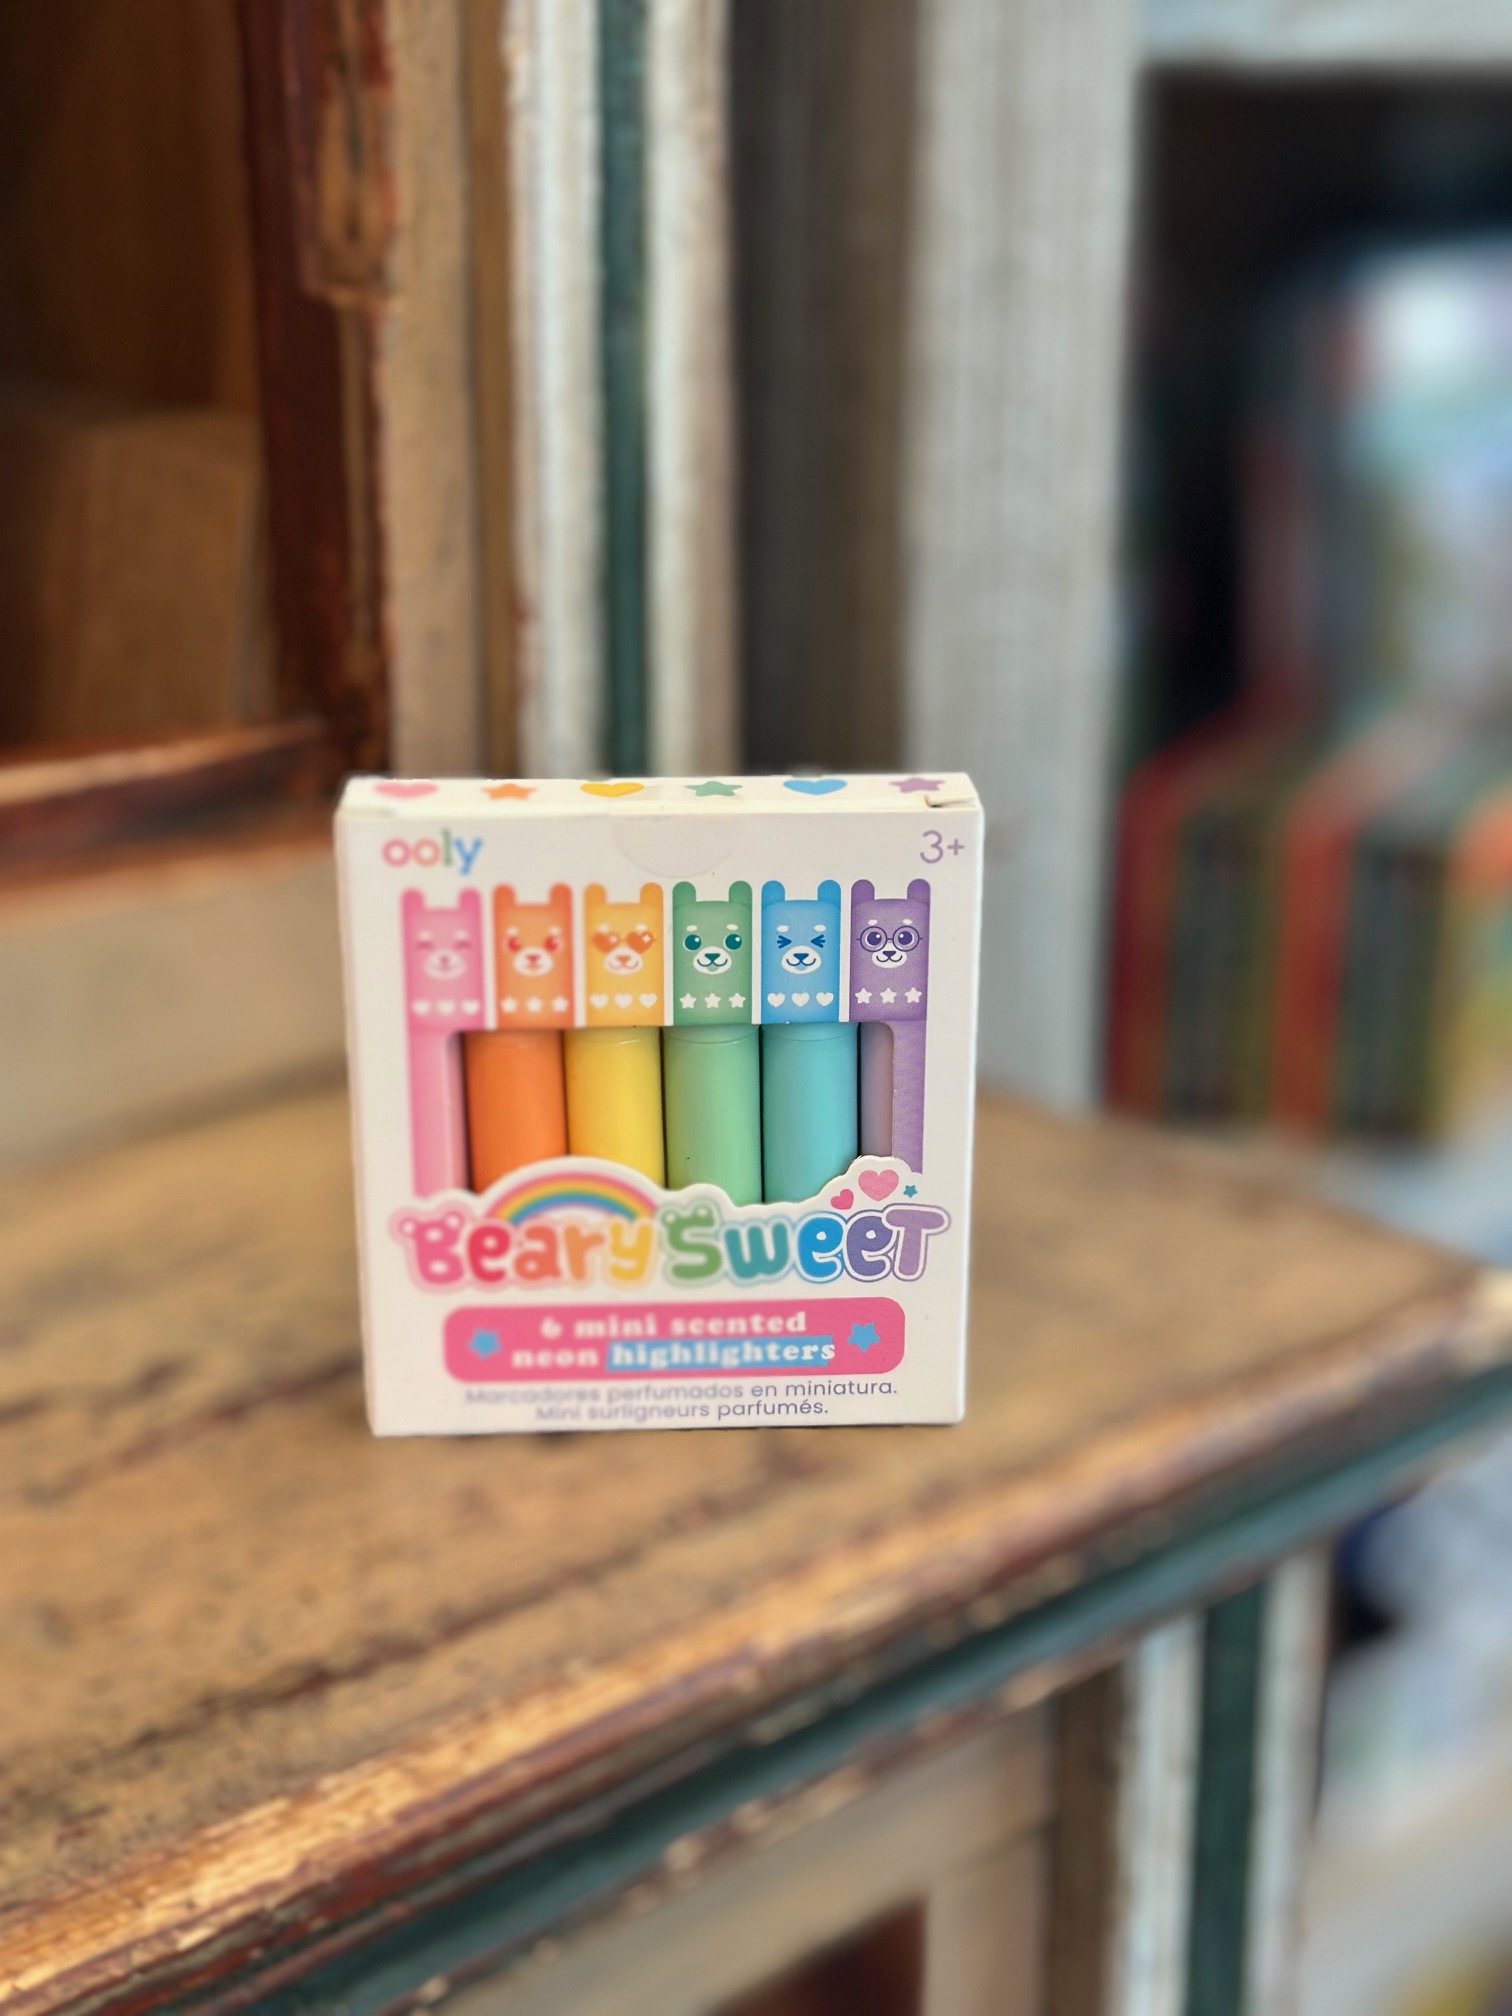 ooly
3+
Beary Sweet
6 mini scented
neon highlighters
Marcadores perfumados en miniatura.
Mini surligneurs parfumés.